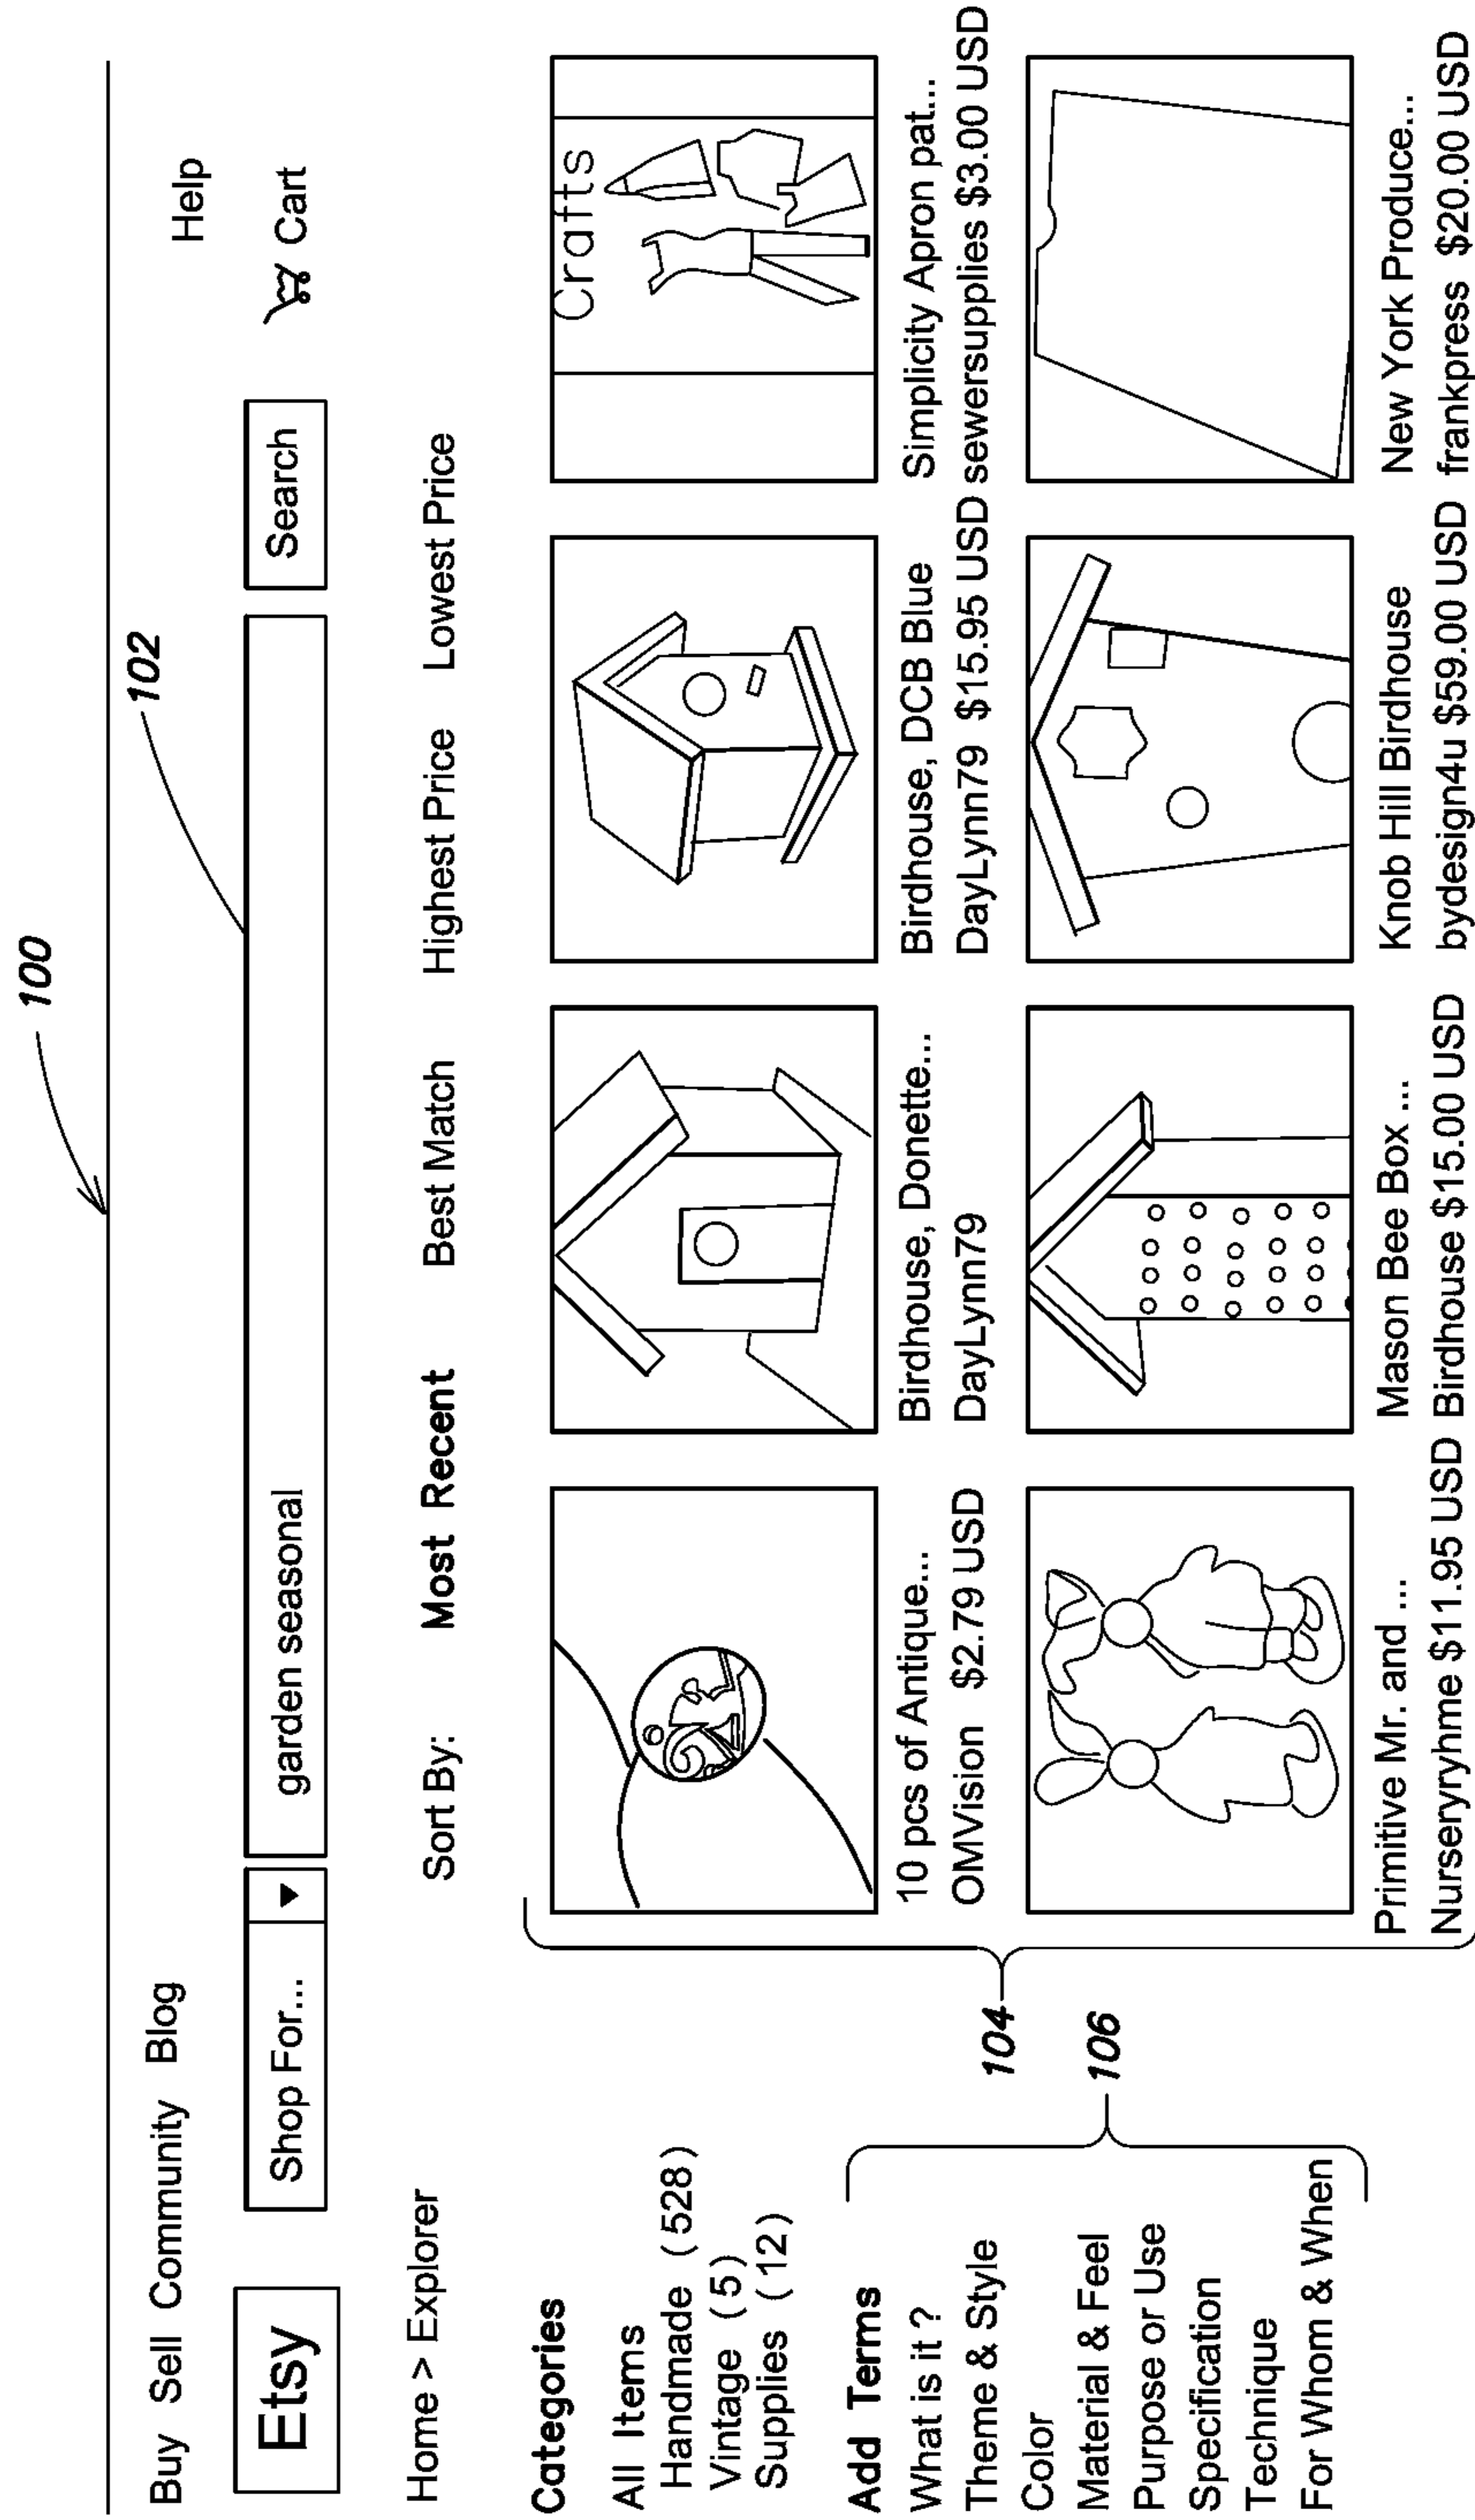 100
Buy Sell Community Blog
Help
102
Etsy
Shop For...
garden seasonal
Search
Cart
Home > Explorer
Sort By: Most Recent Best Match Highest Price Lowest Price
Categories
All Items
Handmade (528)
Vintage (5)
Supplies (12)
Add Terms
What is it ?
Theme & Style
Color
Material & Feel
Purpose or Use
Specification
Technique
For Whom & When
104
106
Crafts
10 pcs of Antique...
OMVision $2.79 USD
Birdhouse, Donette...
DayLynn79
Birdhouse, DCB Blue
DayLynn79 $15.95 USD
Simplicity Apron pat...
sewersupplies $3.00 USD
Primitive Mr. and ...
Nurseryryhme $11.95 USD
Mason Bee Box ...
Birdhouse $15.00 USD
Knob Hill Birdhouse
bydesign4u $59.00 USD
New York Produce...
frankpress $20.00 USD